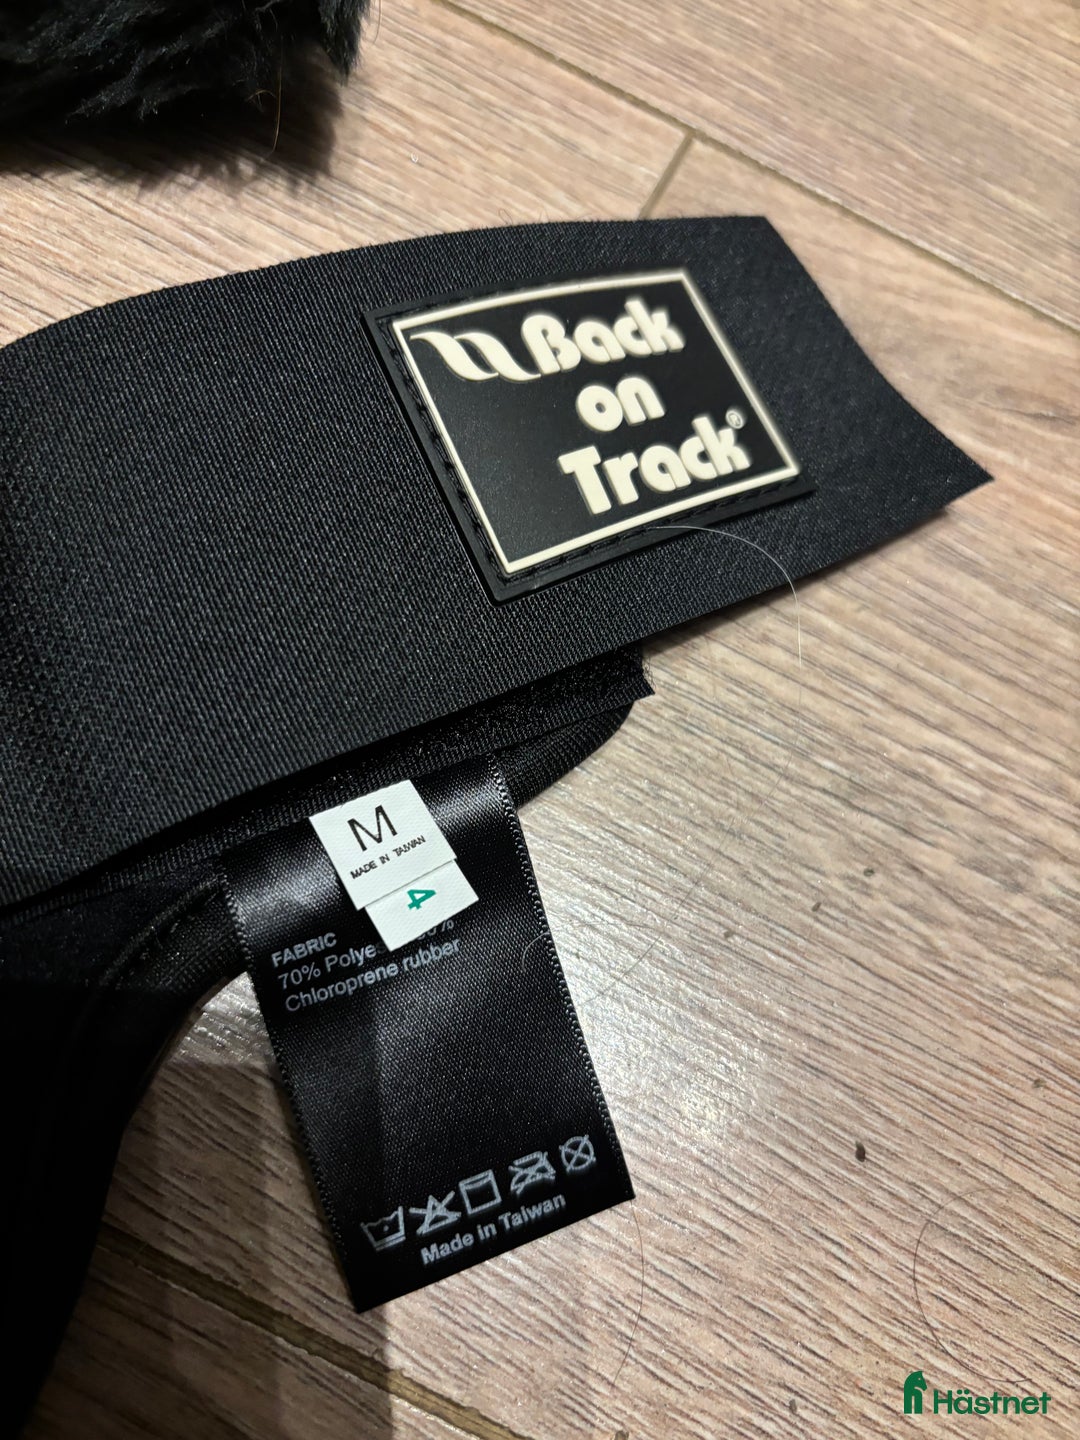 Back
on
Track®
M
MADE IN TAIWAN
4
FABRIC
70% Polye
Chloroprene rubber
Made in Taiwan
Hästnet